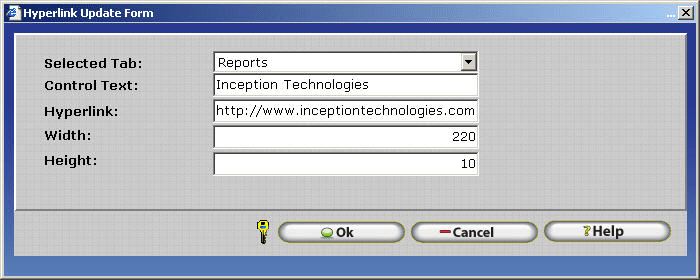 Hyperlink Update Form
Selected Tab: Reports
Control Text: Inception Technologies
Hyperlink: http://www.inceptiontechnologies.com
Width: 220
Height: 10
Ok Cancel ? Help